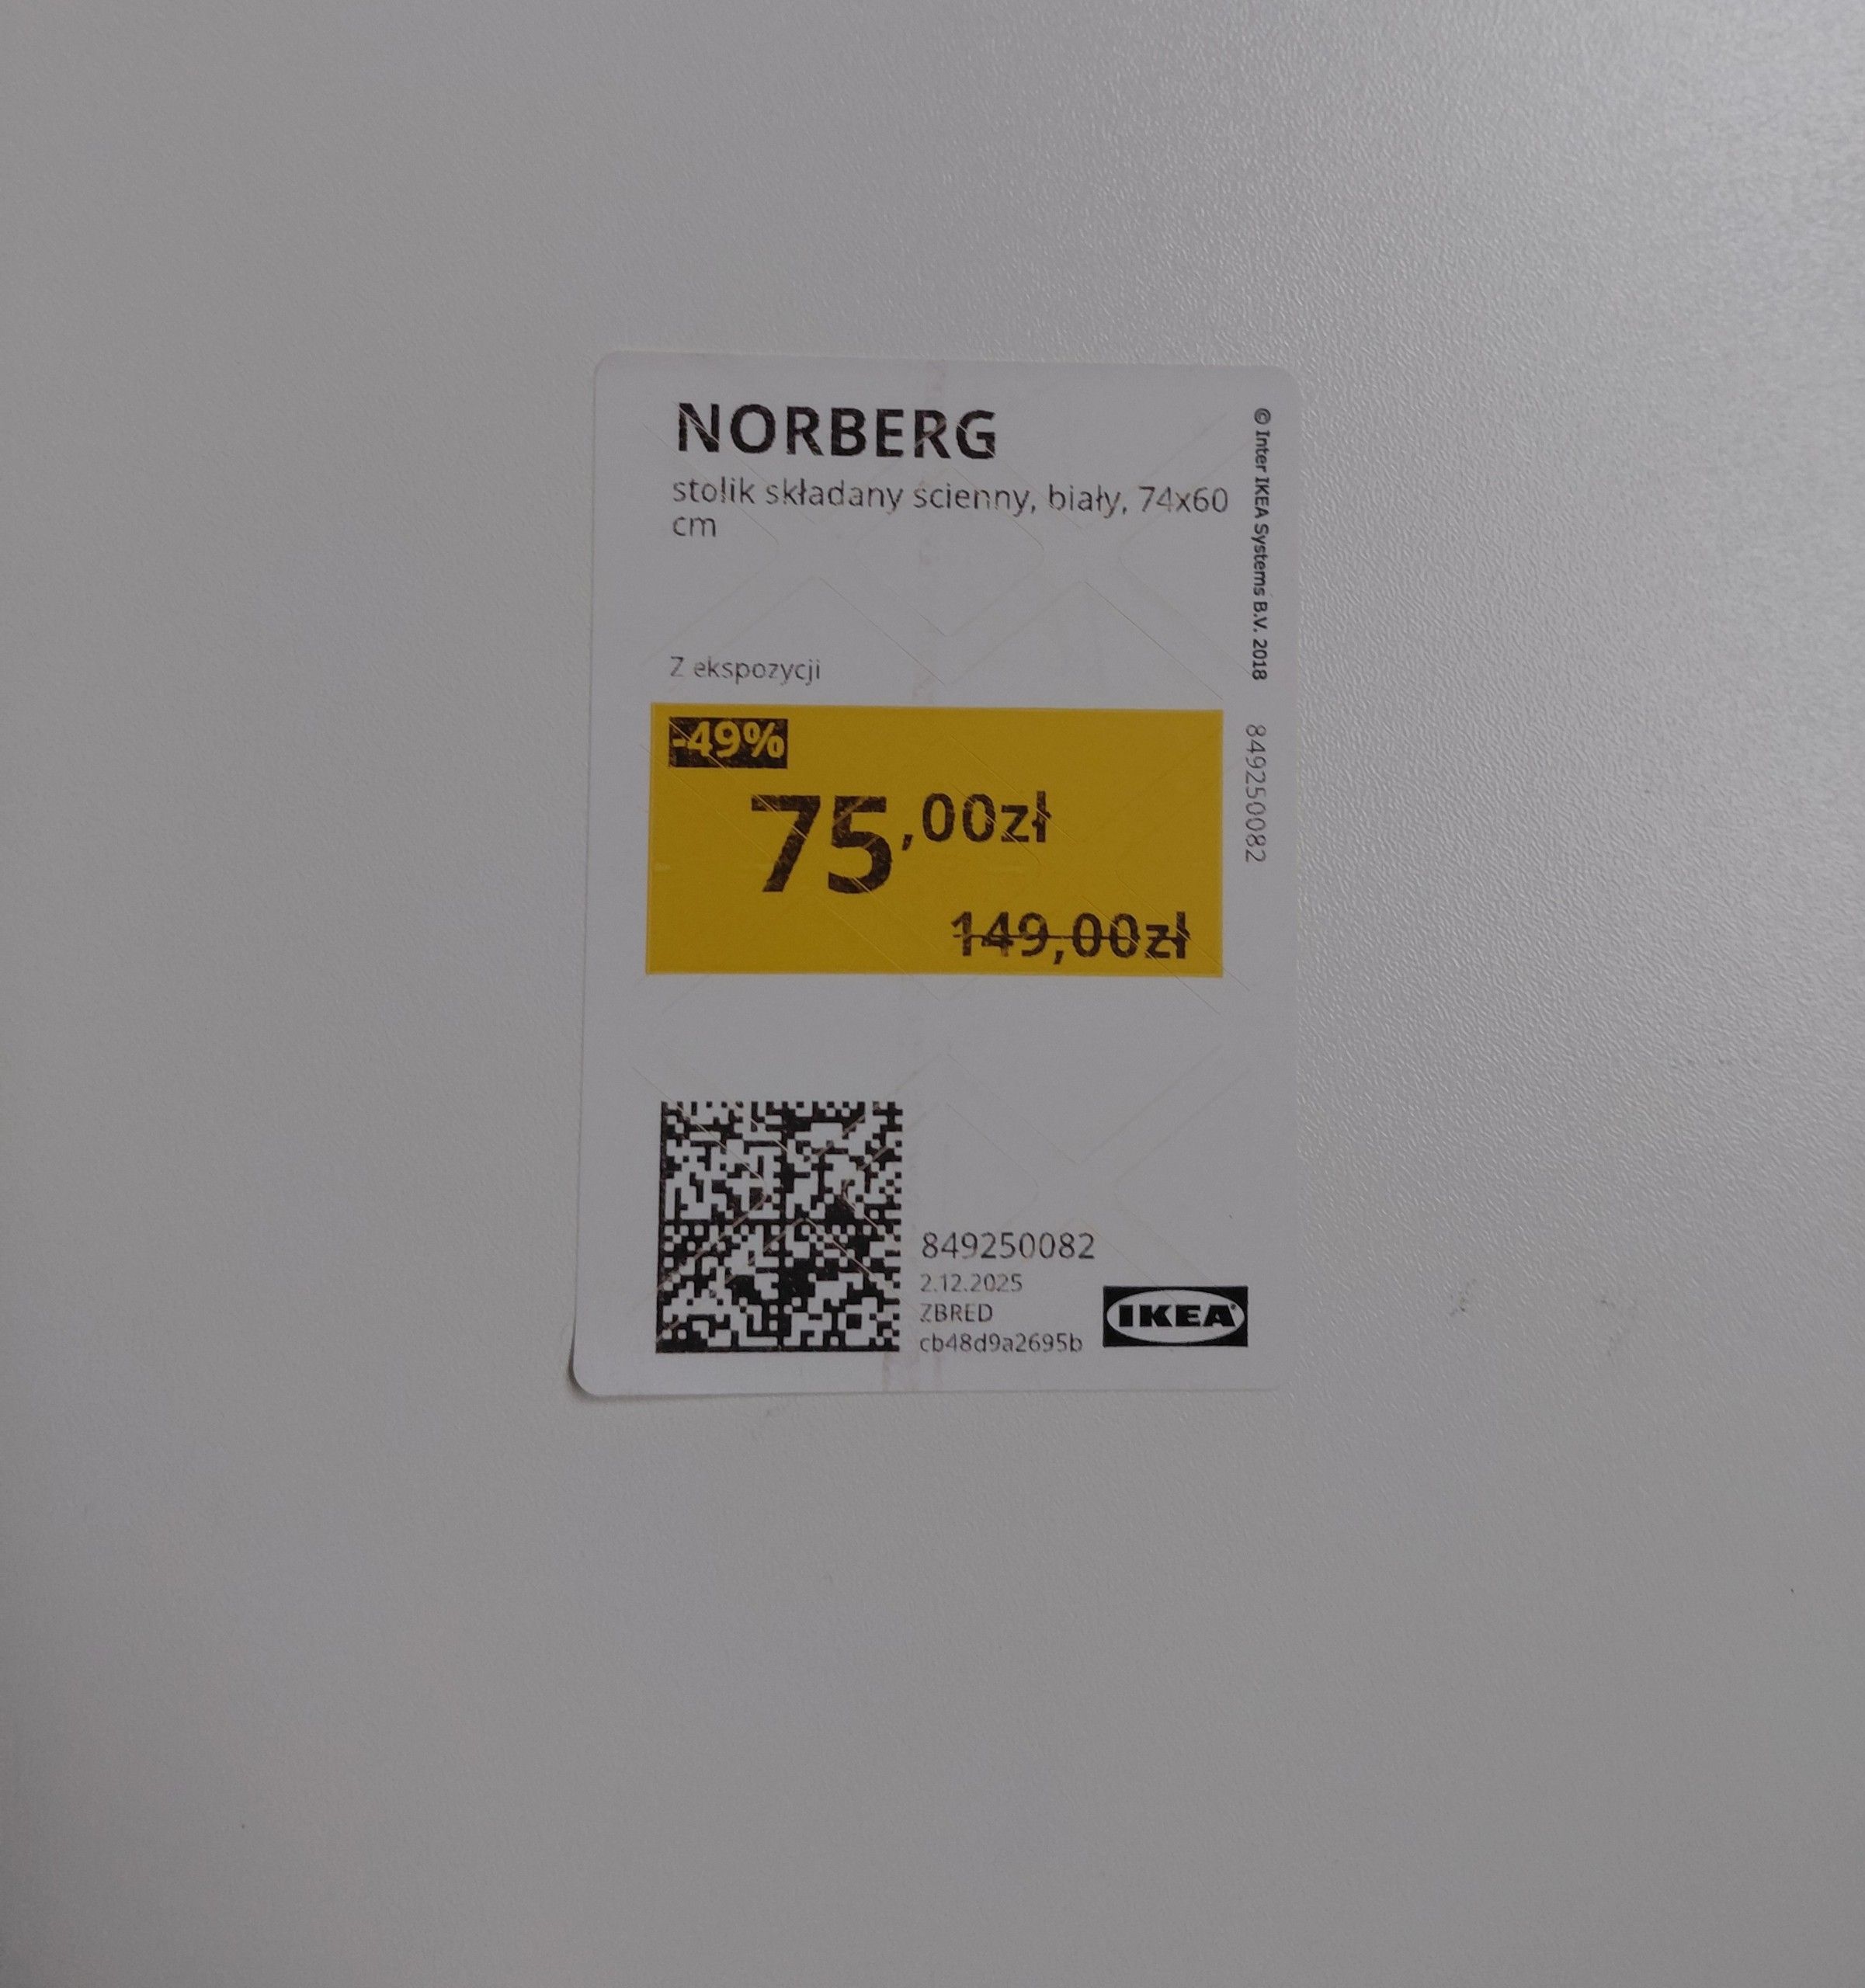 NORBERG
stolik składany ścienny, biały, 74x60
cm
Z ekspozycji
-49%
75,00zł
149,00zł
849250082
2.12.2025
ZBRED
cb48d9a2695b
IKEA
© Inter IKEA Systems B.V. 2018
849250082